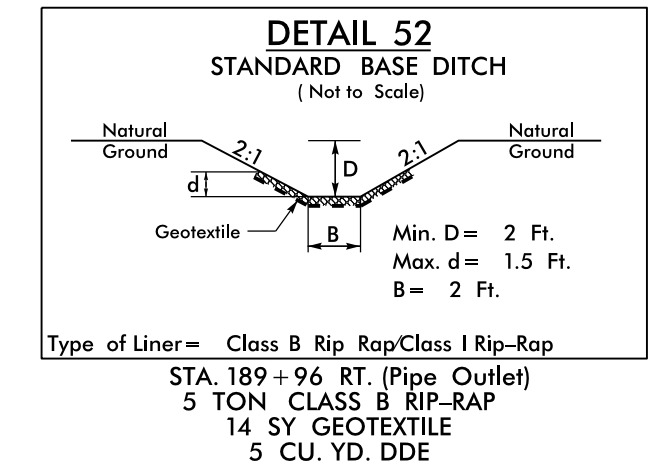 DETAIL 52
STANDARD BASE DITCH
( Not to Scale)
Natural
Ground
2:1
D
2:1
Natural
Ground
d
Geotextile
B
Min. D = 2 Ft.
Max. d = 1.5 Ft.
B = 2 Ft.
Type of Liner = Class B Rip Rap/Class I Rip-Rap
STA. 189 + 96 RT. (Pipe Outlet)
5 TON CLASS B RIP-RAP
14 SY GEOTEXTILE
5 CU. YD. DDE